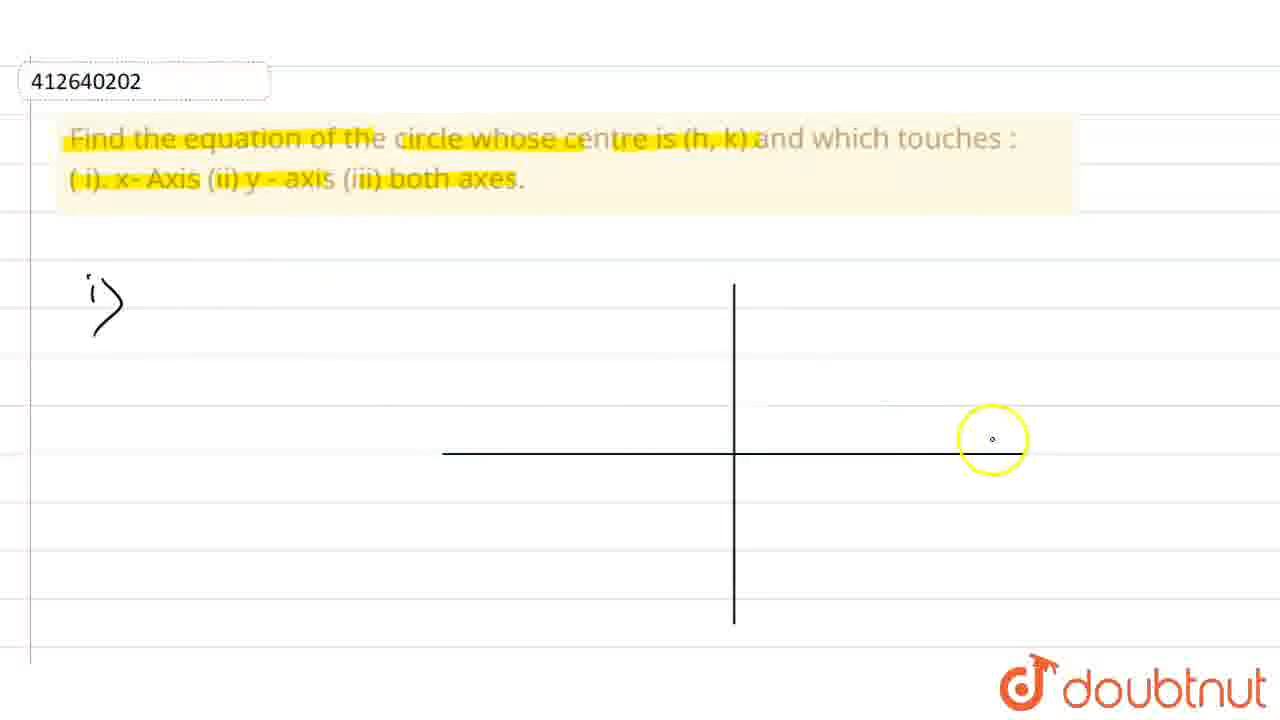 412640202
Find the equation of the circle whose centre is (h, k) and which touches :
( i). x- Axis (ii) y - axis (iii) both axes.
i)
doubtnut